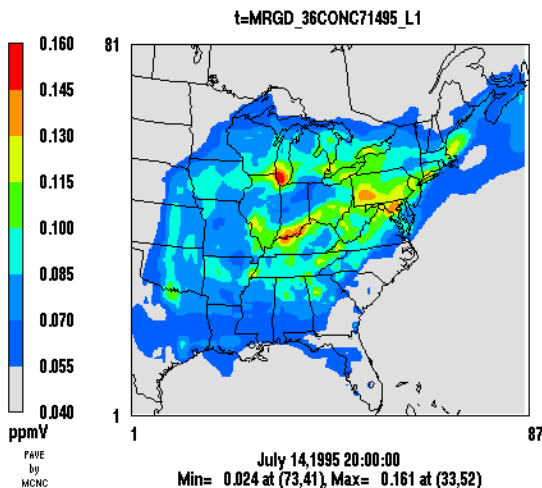 t=MRGD_36CONC71495_L1
81
0.160
0.145
0.130
0.115
0.100
0.085
0.070
0.055
0.040
1
ppmV
1
87
PAVE
by
MCNC
July 14,1995 20:00:00
Min= 0.024 at (73,41), Max= 0.161 at (33,52)